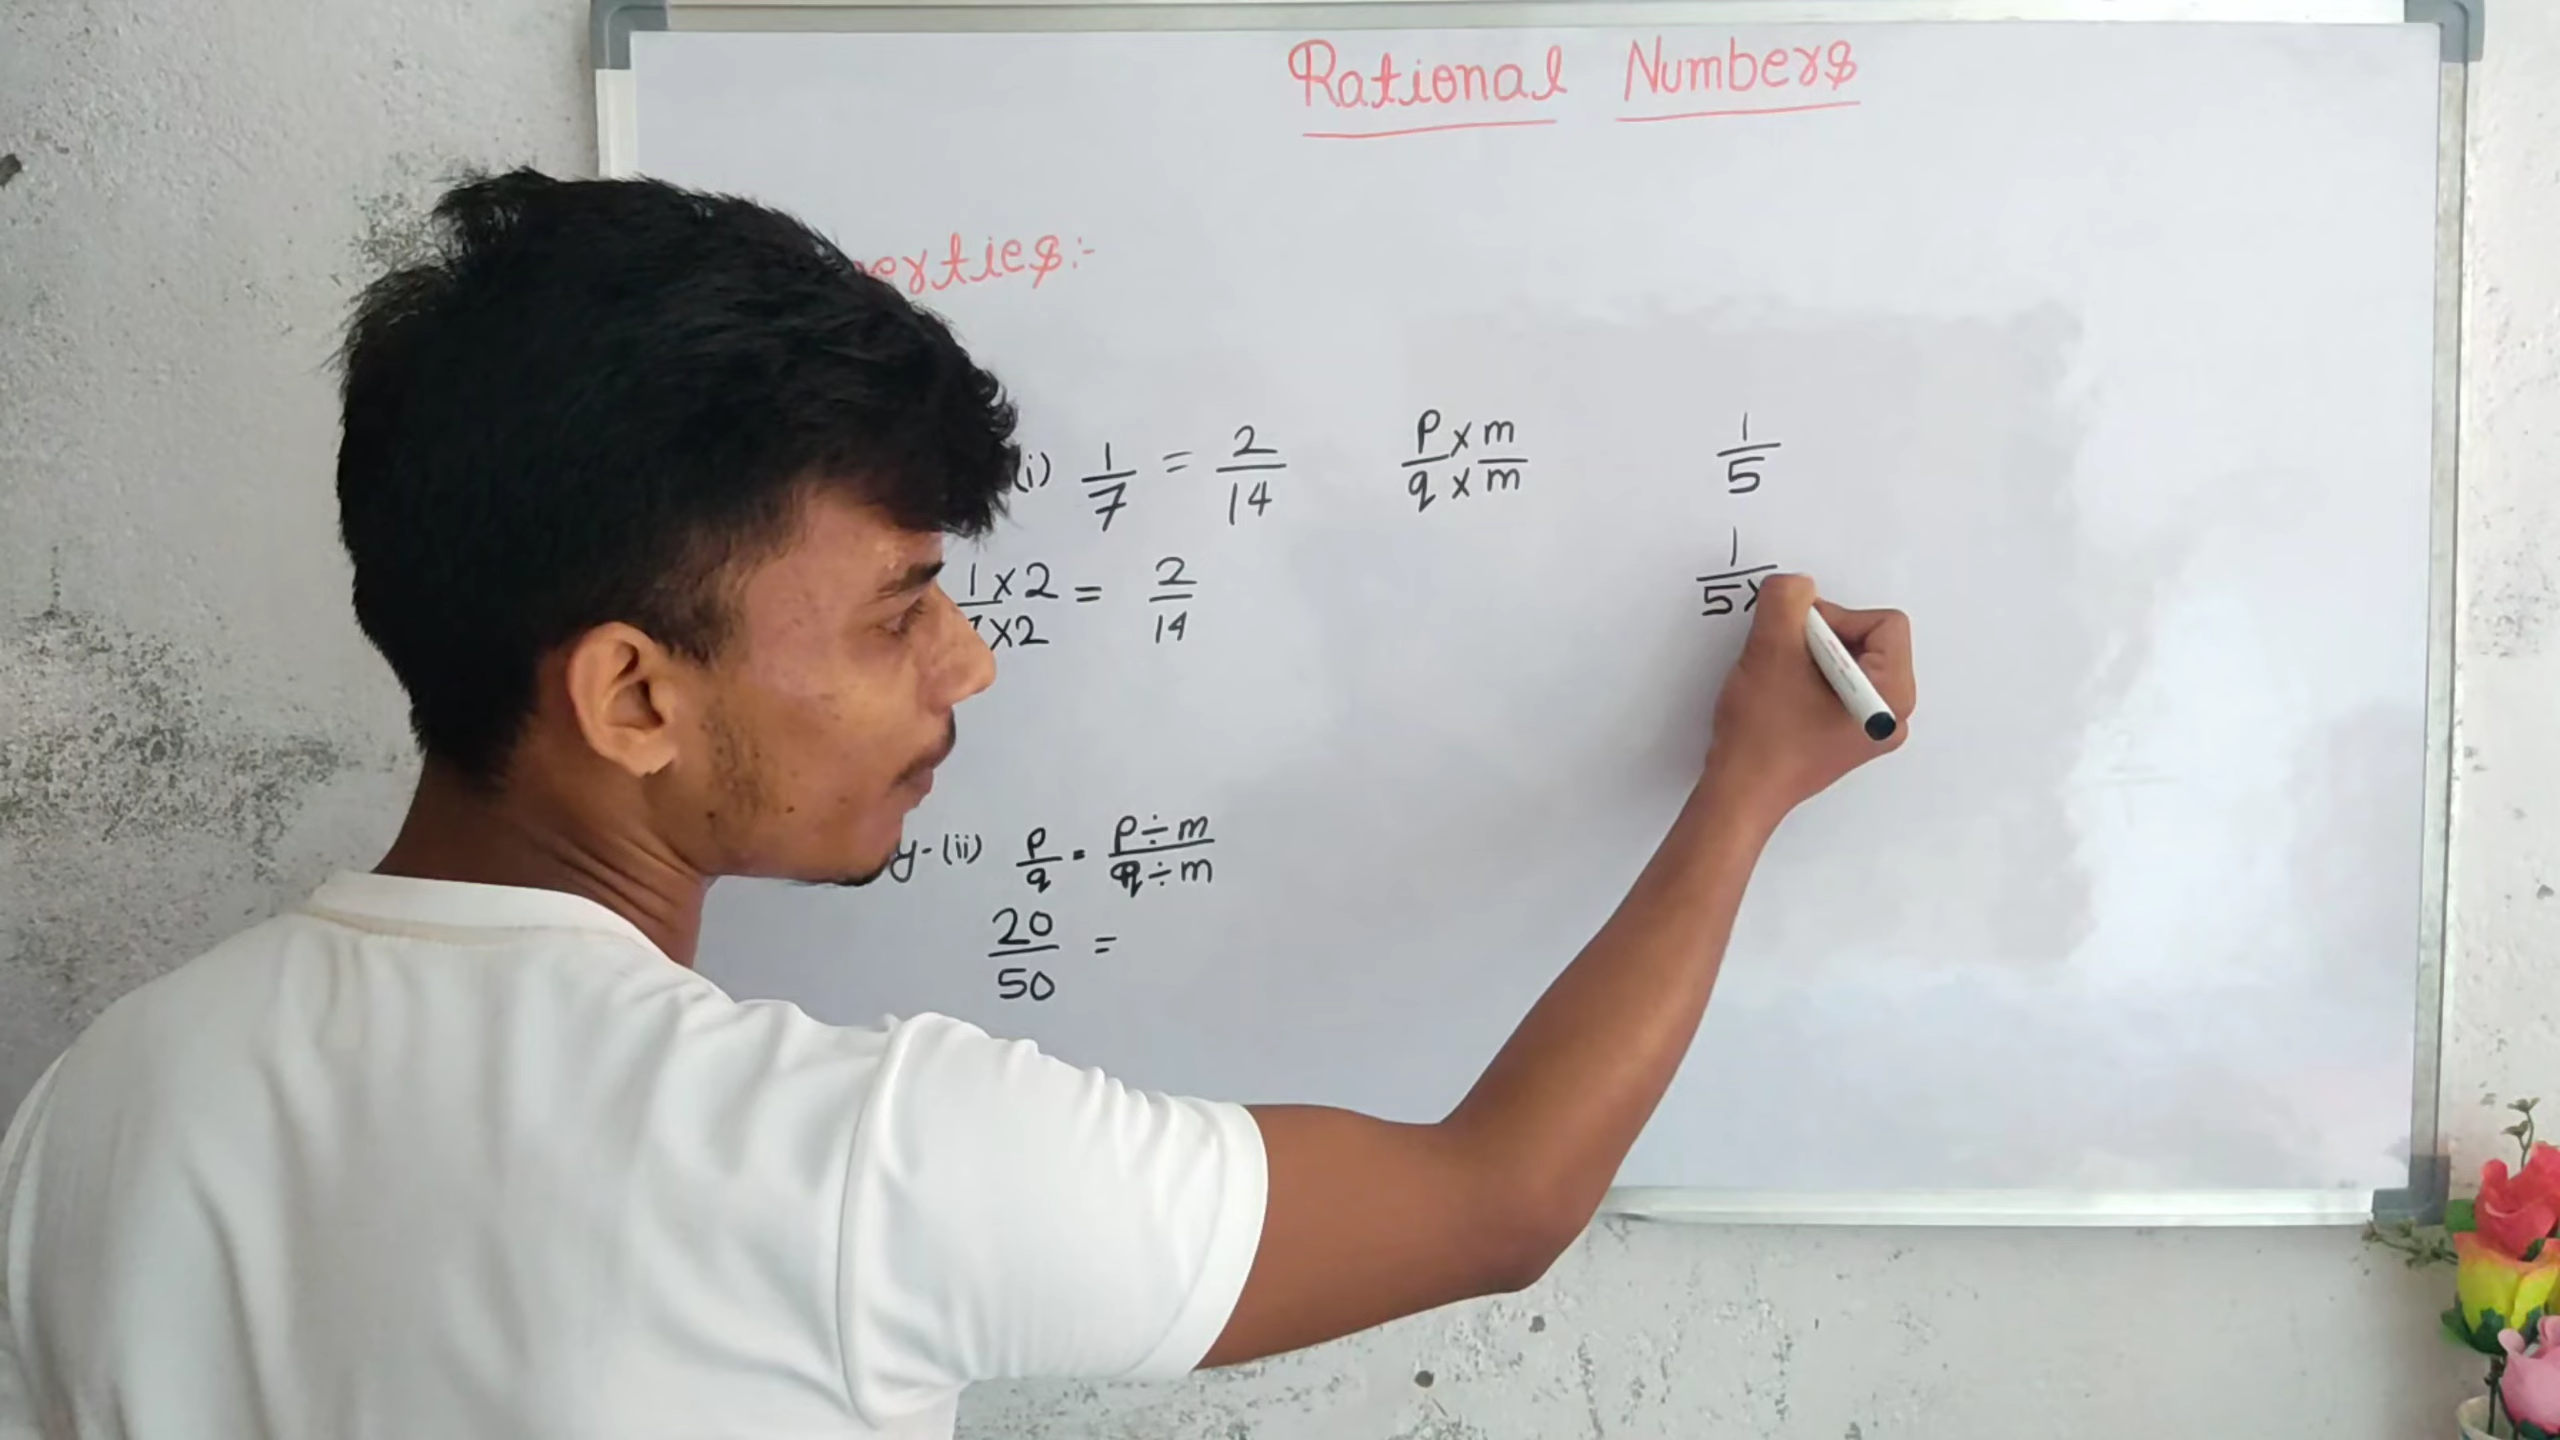 Rational Numbers
(i) 1/7 = 2/14 p/q × m/m 1/5
1×2/7×2 = 2/14 1/5×
(ii) p/q = p÷m/q÷m
20/50 =